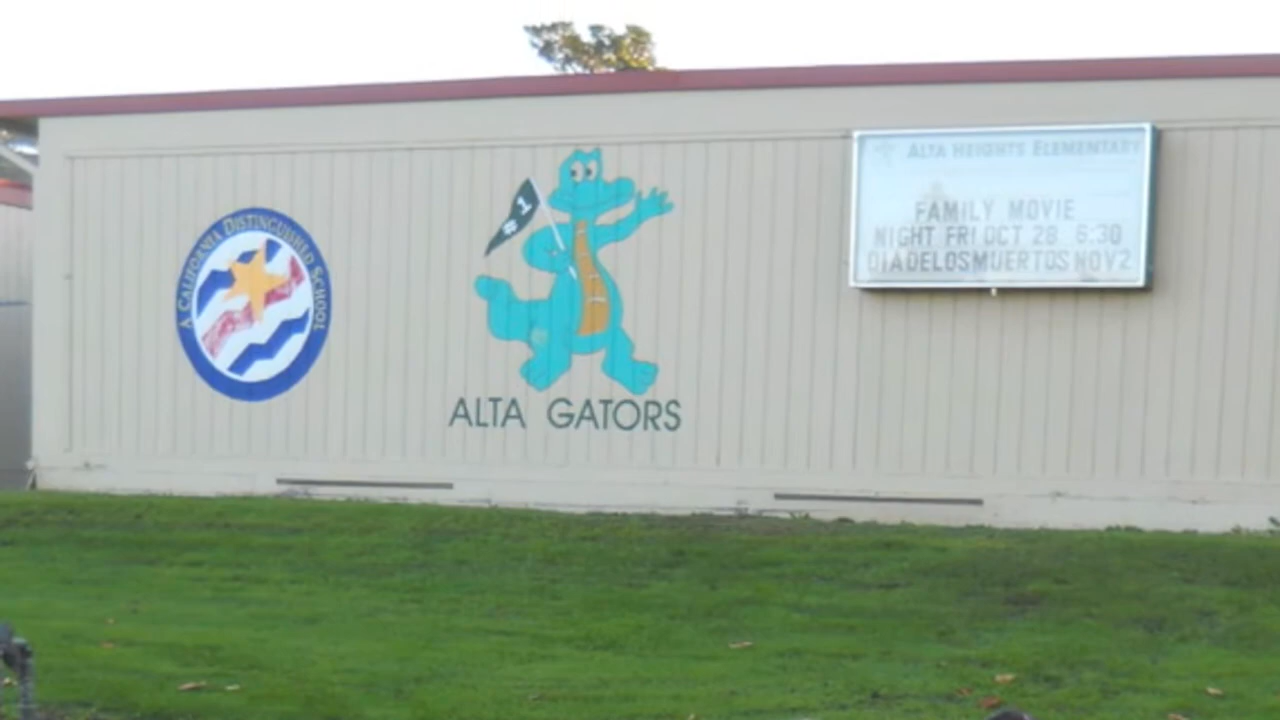 A CALIFORNIA DISTINGUISHED SCHOOL
#1
ALTA GATORS
ALTA HEIGHTS ELEMENTARY
FAMILY MOVIE
NIGHT FRI OCT 28 6:30
DIADELOSMUERTOS NOV2